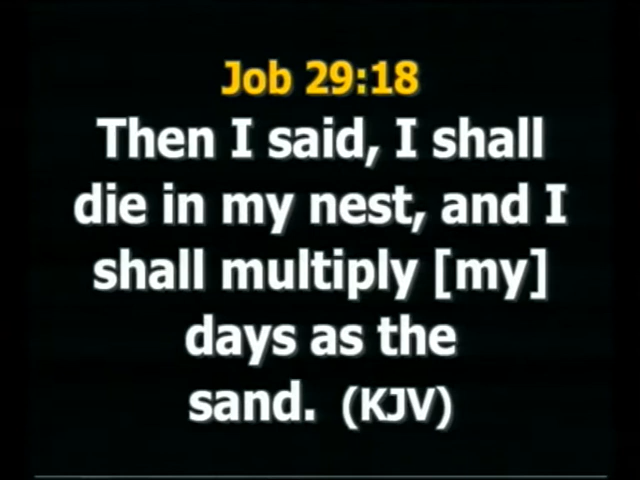 Job 29:18
Then I said, I shall
die in my nest, and I
shall multiply [my]
days as the
sand. (KJV)